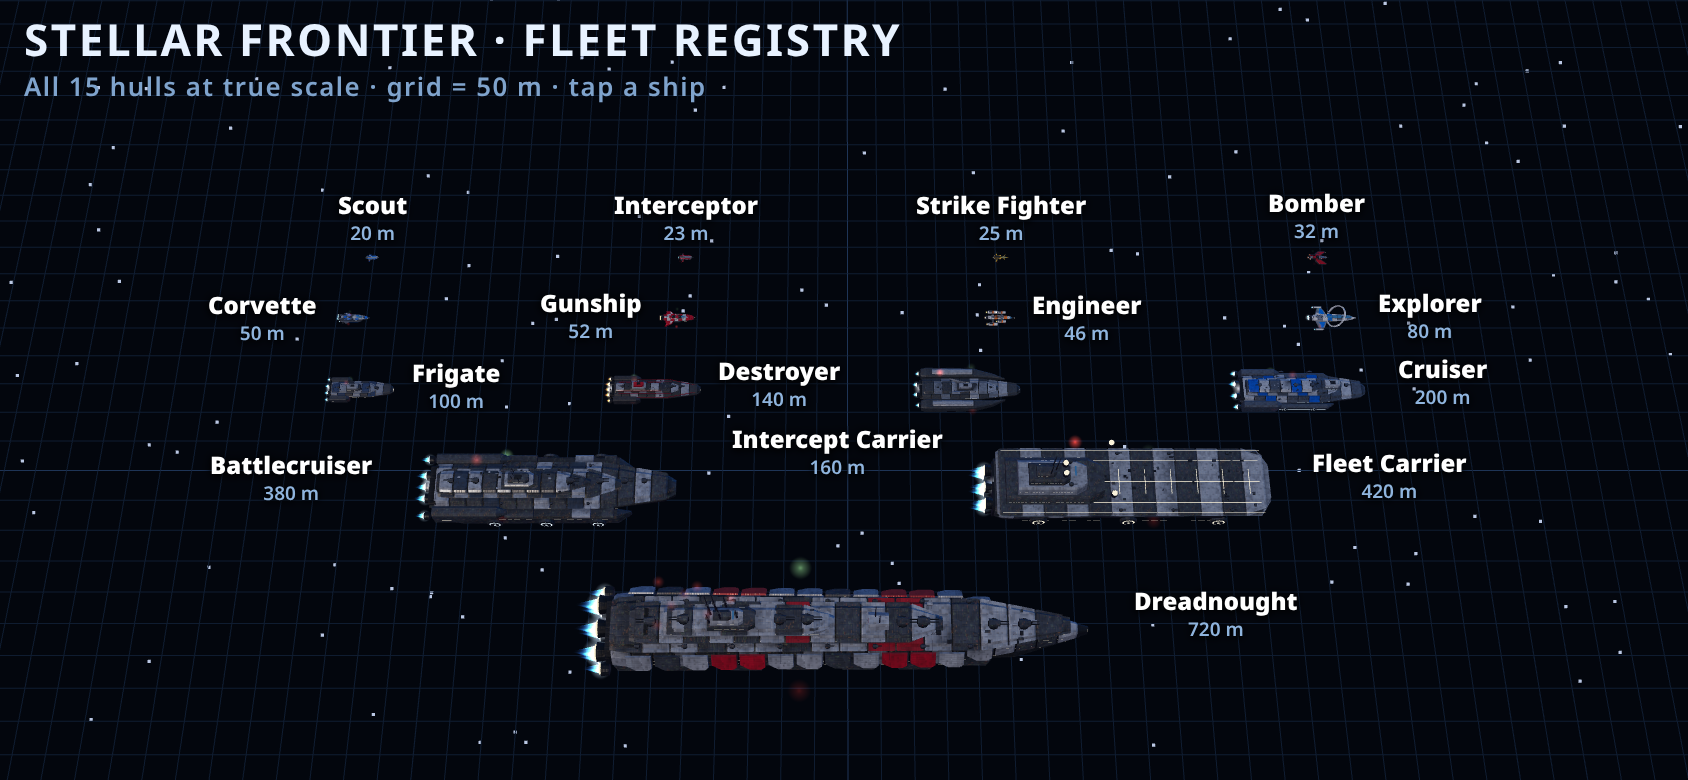 STELLAR FRONTIER · FLEET REGISTRY
All 15 hulls at true scale · grid = 50 m · tap a ship
Scout
20 m
Interceptor
23 m
Strike Fighter
25 m
Bomber
32 m
Corvette
50 m
Gunship
52 m
Engineer
46 m
Explorer
80 m
Frigate
100 m
Destroyer
140 m
Cruiser
200 m
Intercept Carrier
160 m
Battlecruiser
380 m
Fleet Carrier
420 m
Dreadnought
720 m